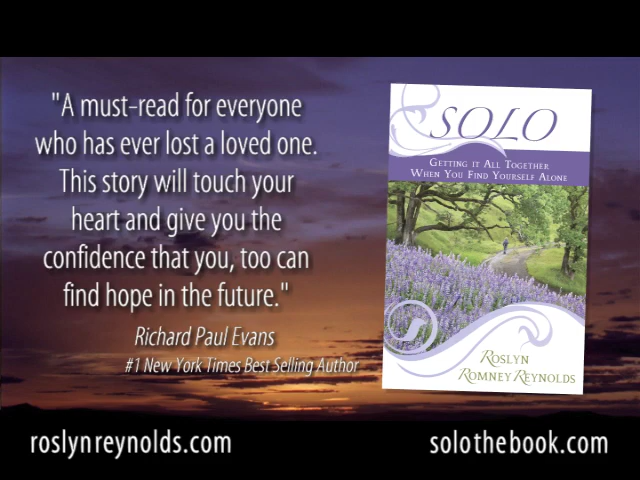 "A must-read for everyone
who has ever lost a loved one.
This story will touch your
heart and give you the
confidence that you, too can
find hope in the future."
Richard Paul Evans
#1 New York Times Best Selling Author
SOLO
Getting it All Together
When You Find Yourself Alone
Roslyn
Romney Reynolds
roslynreynolds.com
solothebook.com